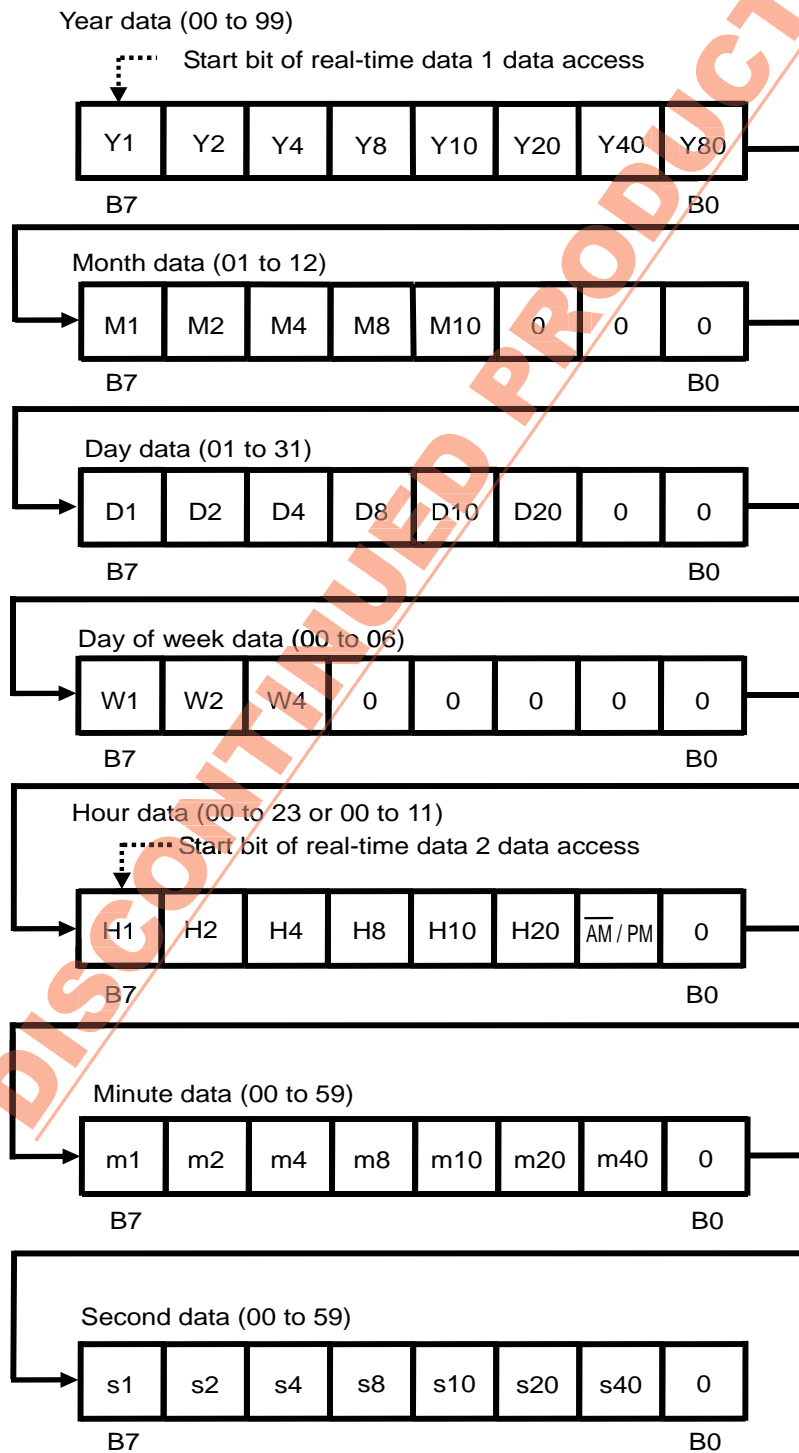 Year data (00 to 99)
Start bit of real-time data 1 data access
Y1 Y2 Y4 Y8 Y10 Y20 Y40 Y80
B7 B0
Month data (01 to 12)
M1 M2 M4 M8 M10 0 0 0
B7 B0
Day data (01 to 31)
D1 D2 D4 D8 D10 D20 0 0
B7 B0
Day of week data (00 to 06)
W1 W2 W4 0 0 0 0 0
B7 B0
Hour data (00 to 23 or 00 to 11)
Start bit of real-time data 2 data access
H1 H2 H4 H8 H10 H20 A̅M̅ / PM 0
B7 B0
Minute data (00 to 59)
m1 m2 m4 m8 m10 m20 m40 0
B7 B0
Second data (00 to 59)
s1 s2 s4 s8 s10 s20 s40 0
B7 B0
DISCONTINUED PRODUCT